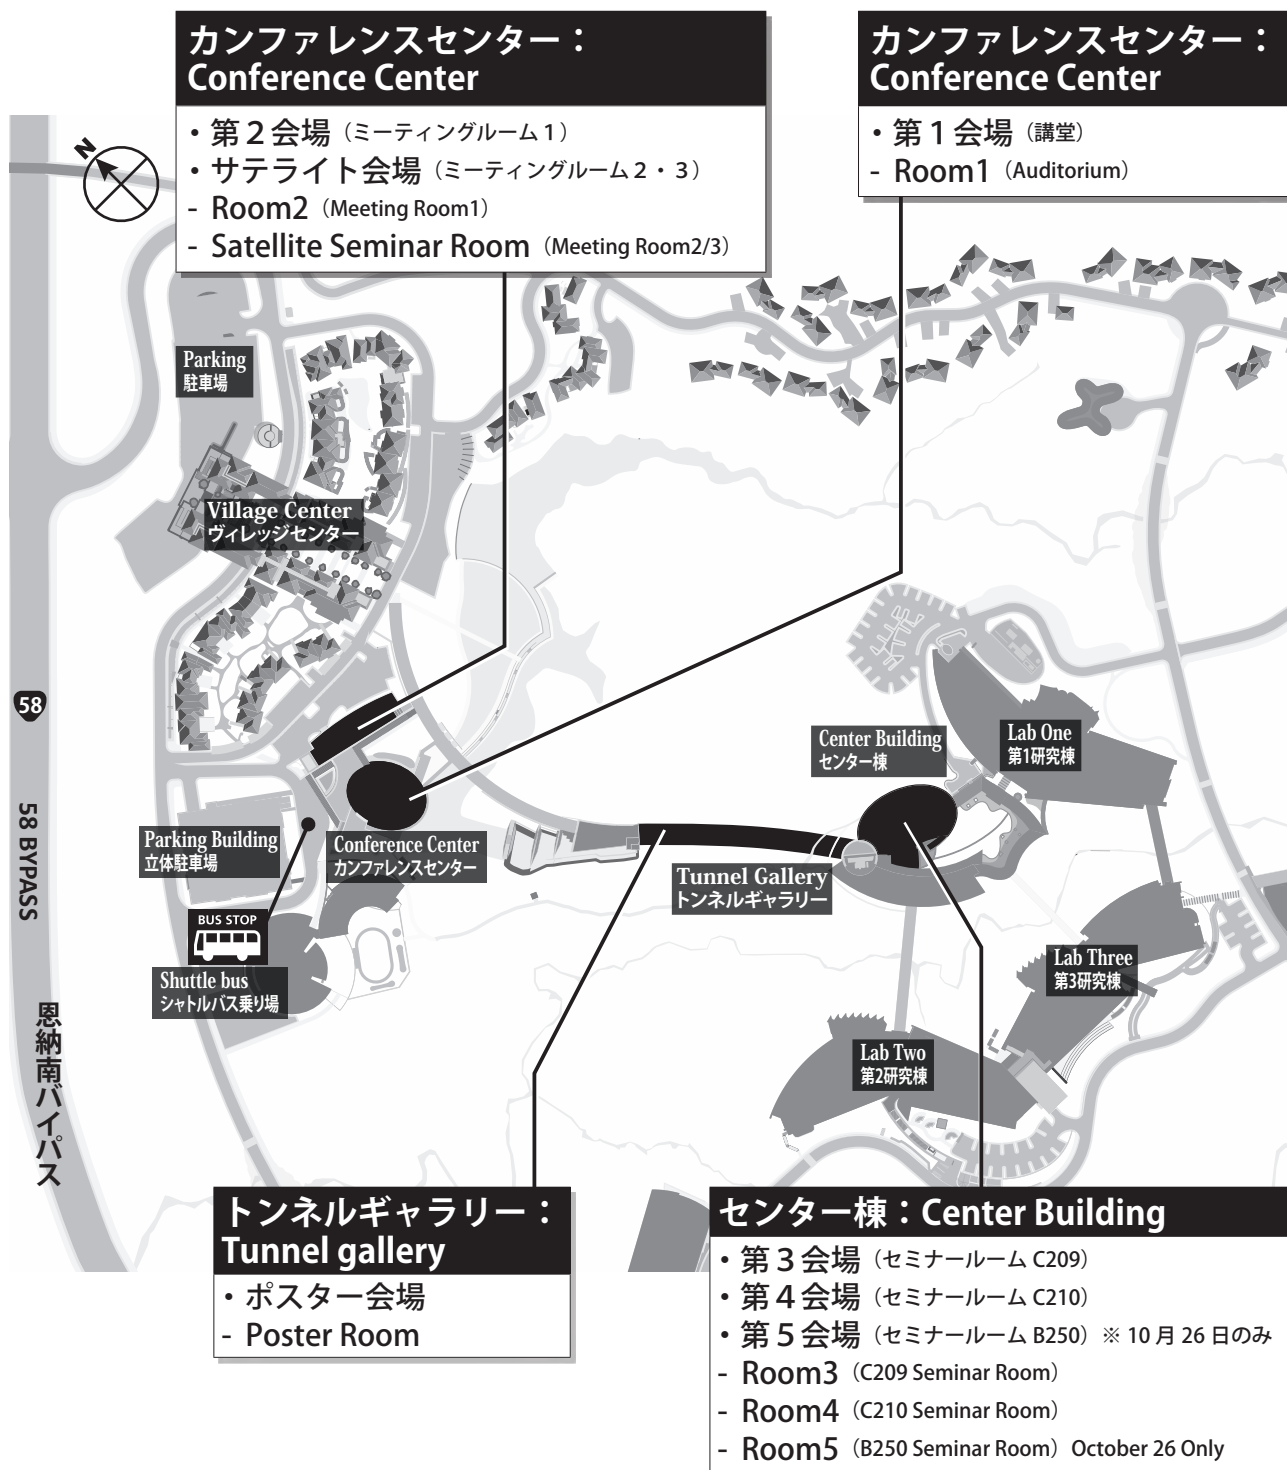 カンファレンスセンター：
Conference Center
・第２会場（ミーティングルーム１）
・サテライト会場（ミーティングルーム２・３）
- Room2（Meeting Room1）
- Satellite Seminar Room（Meeting Room2/3）
カンファレンスセンター：
Conference Center
・第１会場（講堂）
- Room1（Auditorium）
N
Parking
駐車場
Village Center
ヴィレッジセンター
58
58 BYPASS
恩納南バイパス
Parking Building
立体駐車場
BUS STOP
Shuttle bus
シャトルバス乗り場
Conference Center
カンファレンスセンター
Tunnel Gallery
トンネルギャラリー
Center Building
センター棟
Lab One
第1研究棟
Lab Three
第3研究棟
Lab Two
第2研究棟
トンネルギャラリー：
Tunnel gallery
・ポスター会場
- Poster Room
センター棟：Center Building
・第３会場（セミナールーム C209）
・第４会場（セミナールーム C210）
・第５会場（セミナールーム B250）※ 10 月 26 日のみ
- Room3（C209 Seminar Room）
- Room4（C210 Seminar Room）
- Room5（B250 Seminar Room）October 26 Only